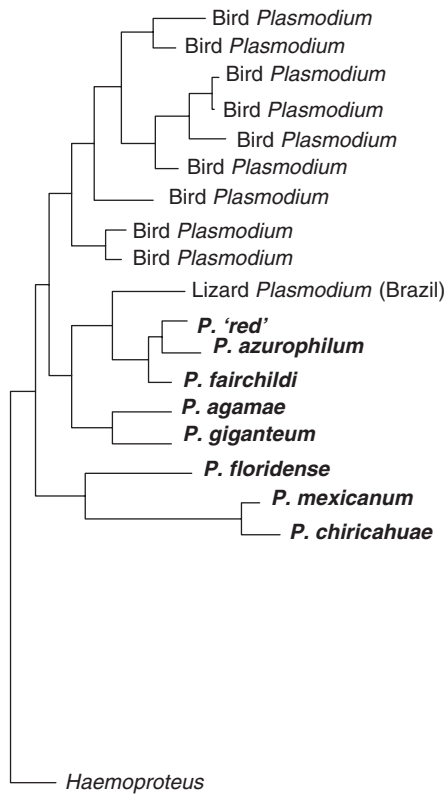 Bird Plasmodium
Bird Plasmodium
Bird Plasmodium
Bird Plasmodium
Bird Plasmodium
Bird Plasmodium
Bird Plasmodium
Bird Plasmodium
Bird Plasmodium
Lizard Plasmodium (Brazil)
P. ‘red’
P. azurophilum
P. fairchildi
P. agamae
P. giganteum
P. floridense
P. mexicanum
P. chiricahuae
Haemoproteus